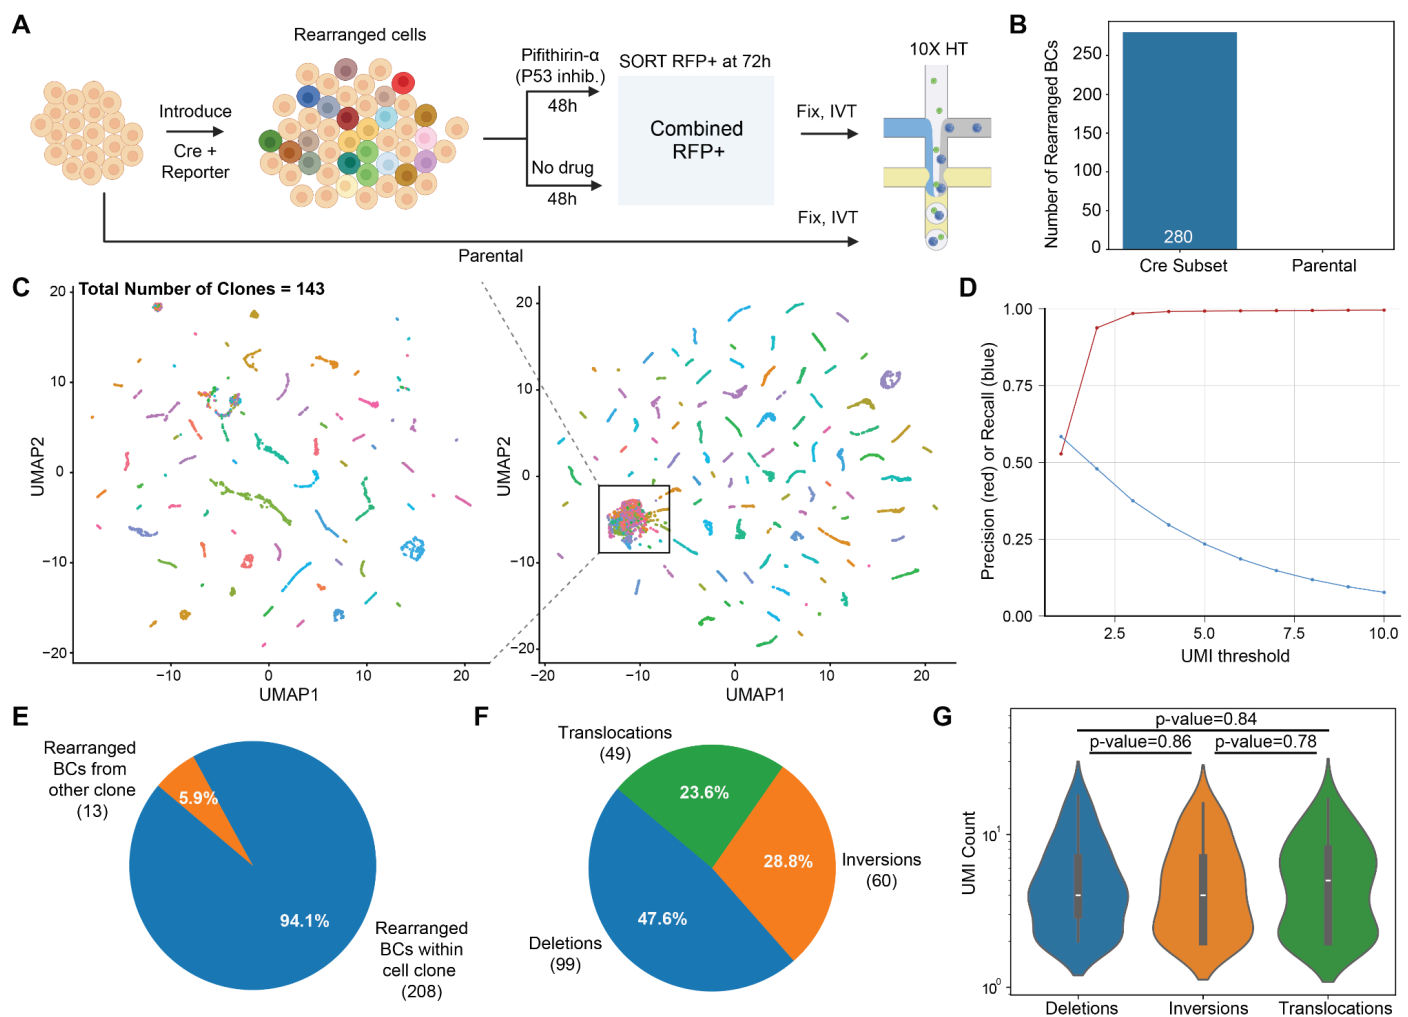 A
Rearranged cells
Introduce
Cre +
Reporter
Pifithirin-α
(P53 inhib.)
48h
No drug
48h
SORT RFP+ at 72h
Combined
RFP+
Fix, IVT
Fix, IVT
10X HT
Parental
B
Number of Rearranged BCs
250
200
150
100
50
0
280
Cre Subset
Parental
C
Total Number of Clones = 143
UMAP2
20
10
0
−10
−20
−10
0
10
20
UMAP1
UMAP2
20
10
0
−10
−20
−20
−10
0
10
20
UMAP1
D
Precision (red) or Recall (blue)
1.00
0.75
0.50
0.25
0.00
2.5
5.0
7.5
10.0
UMI threshold
E
Rearranged
BCs from
other clone
(13)
5.9%
94.1%
Rearranged
BCs within
cell clone
(208)
F
Translocations
(49)
23.6%
28.8%
Inversions
(60)
47.6%
Deletions
(99)
G
p-value=0.84
p-value=0.86
p-value=0.78
UMI Count
10¹
10⁰
Deletions
Inversions
Translocations